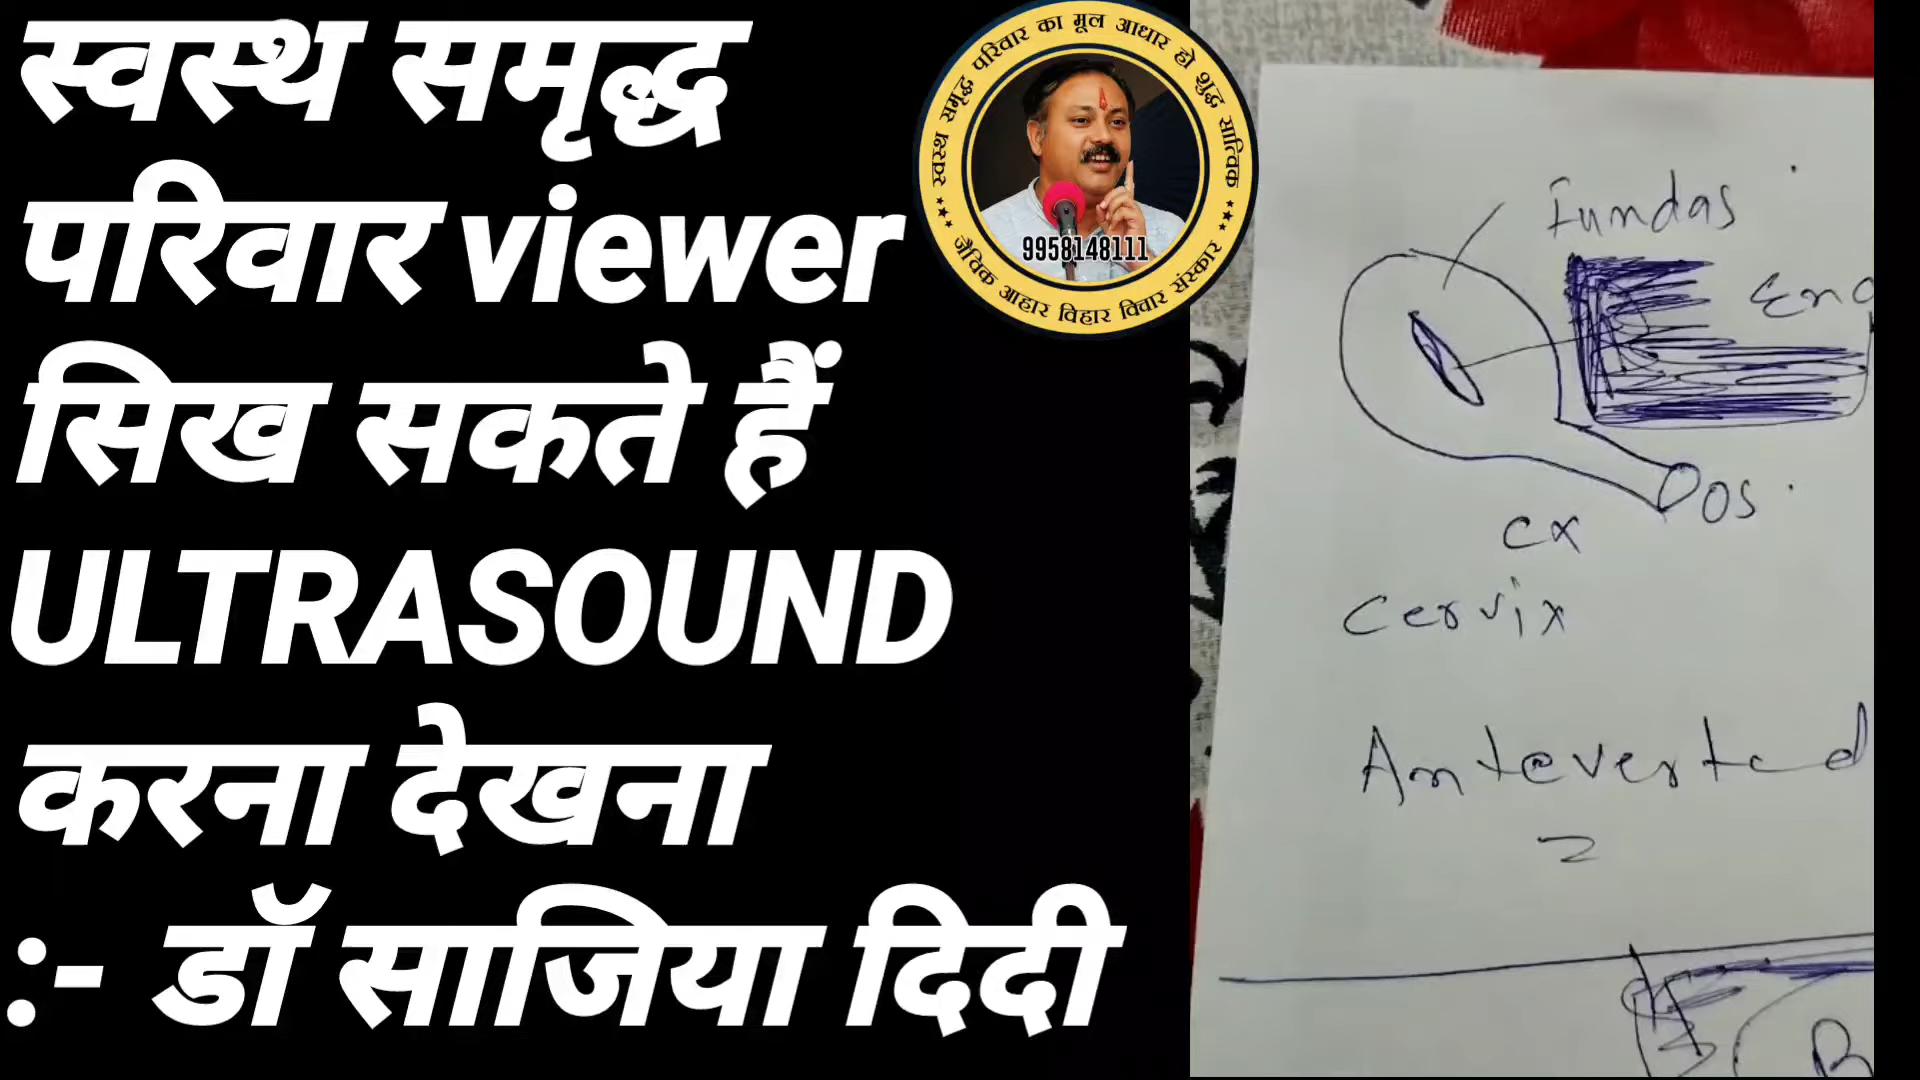 स्वस्थ समृद्ध
परिवार viewer
सिख सकते हैं
ULTRASOUND
करना देखना
:- डॉ साजिया दिदी
स्वस्थ समृद्ध परिवार का मूल आधार हो शुद्ध सात्विक
9958148111
जैविक आहार विहार विचार संस्कार
Fundas
OS
CX
Cervix
Anteverted